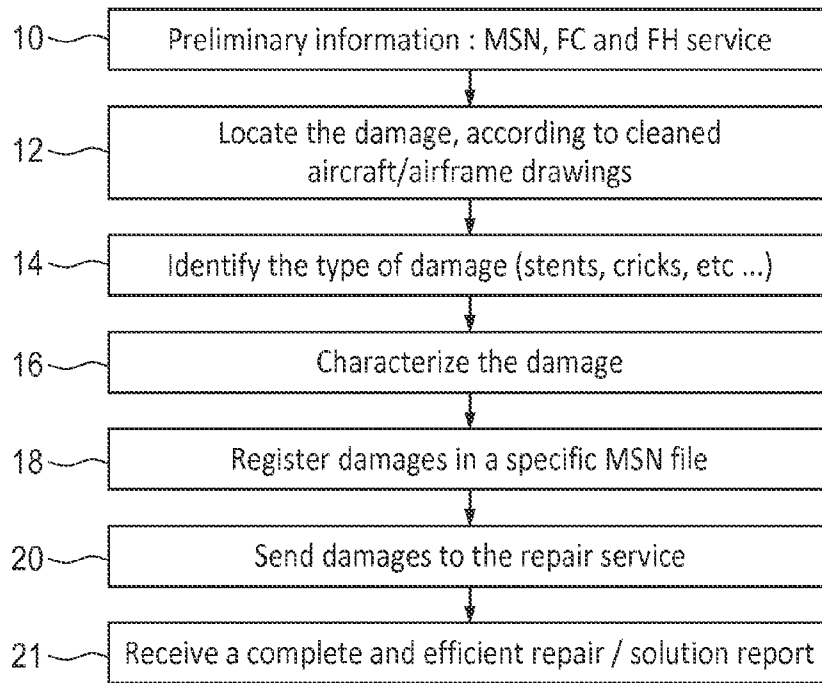 10 Preliminary information : MSN, FC and FH service
12 Locate the damage, according to cleaned
aircraft/airframe drawings
14 Identify the type of damage (stents, cricks, etc ...)
16 Characterize the damage
18 Register damages in a specific MSN file
20 Send damages to the repair service
21 Receive a complete and efficient repair / solution report